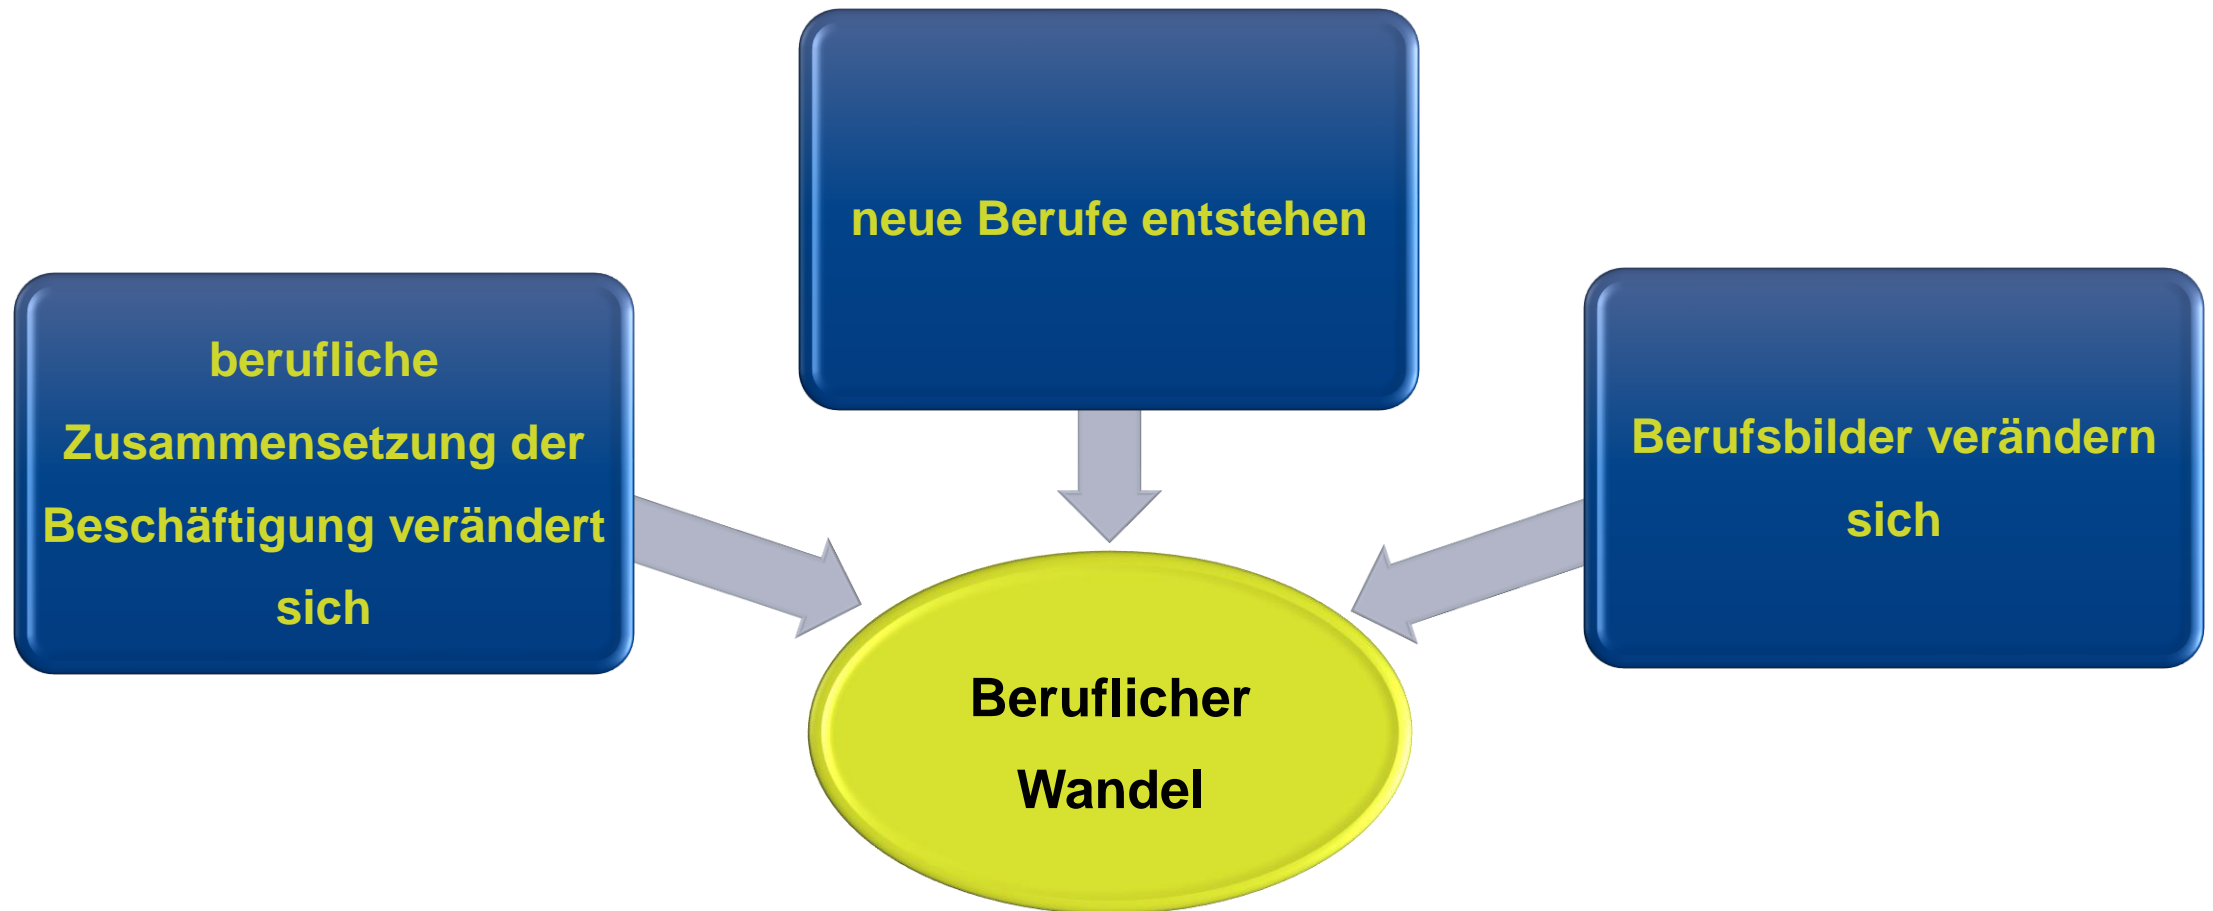 neue Berufe entstehen
berufliche
Zusammensetzung der
Beschäftigung verändert
sich
Berufsbilder verändern
sich
Beruflicher
Wandel